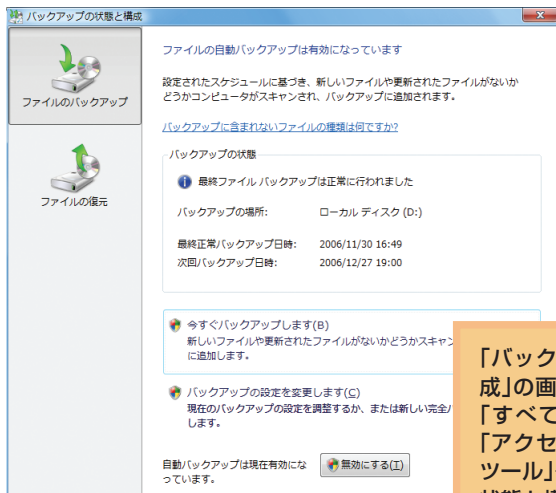 バックアップの状態と構成
ファイルのバックアップ
ファイルの復元
ファイルの自動バックアップは有効になっています
設定されたスケジュールに基づき、新しいファイルや更新されたファイルがないか
どうかコンピュータがスキャンされ、バックアップに追加されます。
バックアップに含まれないファイルの種類は何ですか?
バックアップの状態
最終ファイル バックアップは正常に行われました
バックアップの場所: ローカル ディスク (D:)
最終正常バックアップ日時: 2006/11/30 16:49
次回バックアップ日時: 2006/12/27 19:00
今すぐバックアップします(B)
新しいファイルや更新されたファイルがないかどうかスキャン
に追加します。
バックアップの設定を変更します(C)
現在のバックアップの設定を調整するか、または新しい完全
します。
自動バックアップは現在有効にな
っています。
無効にする(I)
「バック
成」の画
「すべて
「アクセ
ツール」